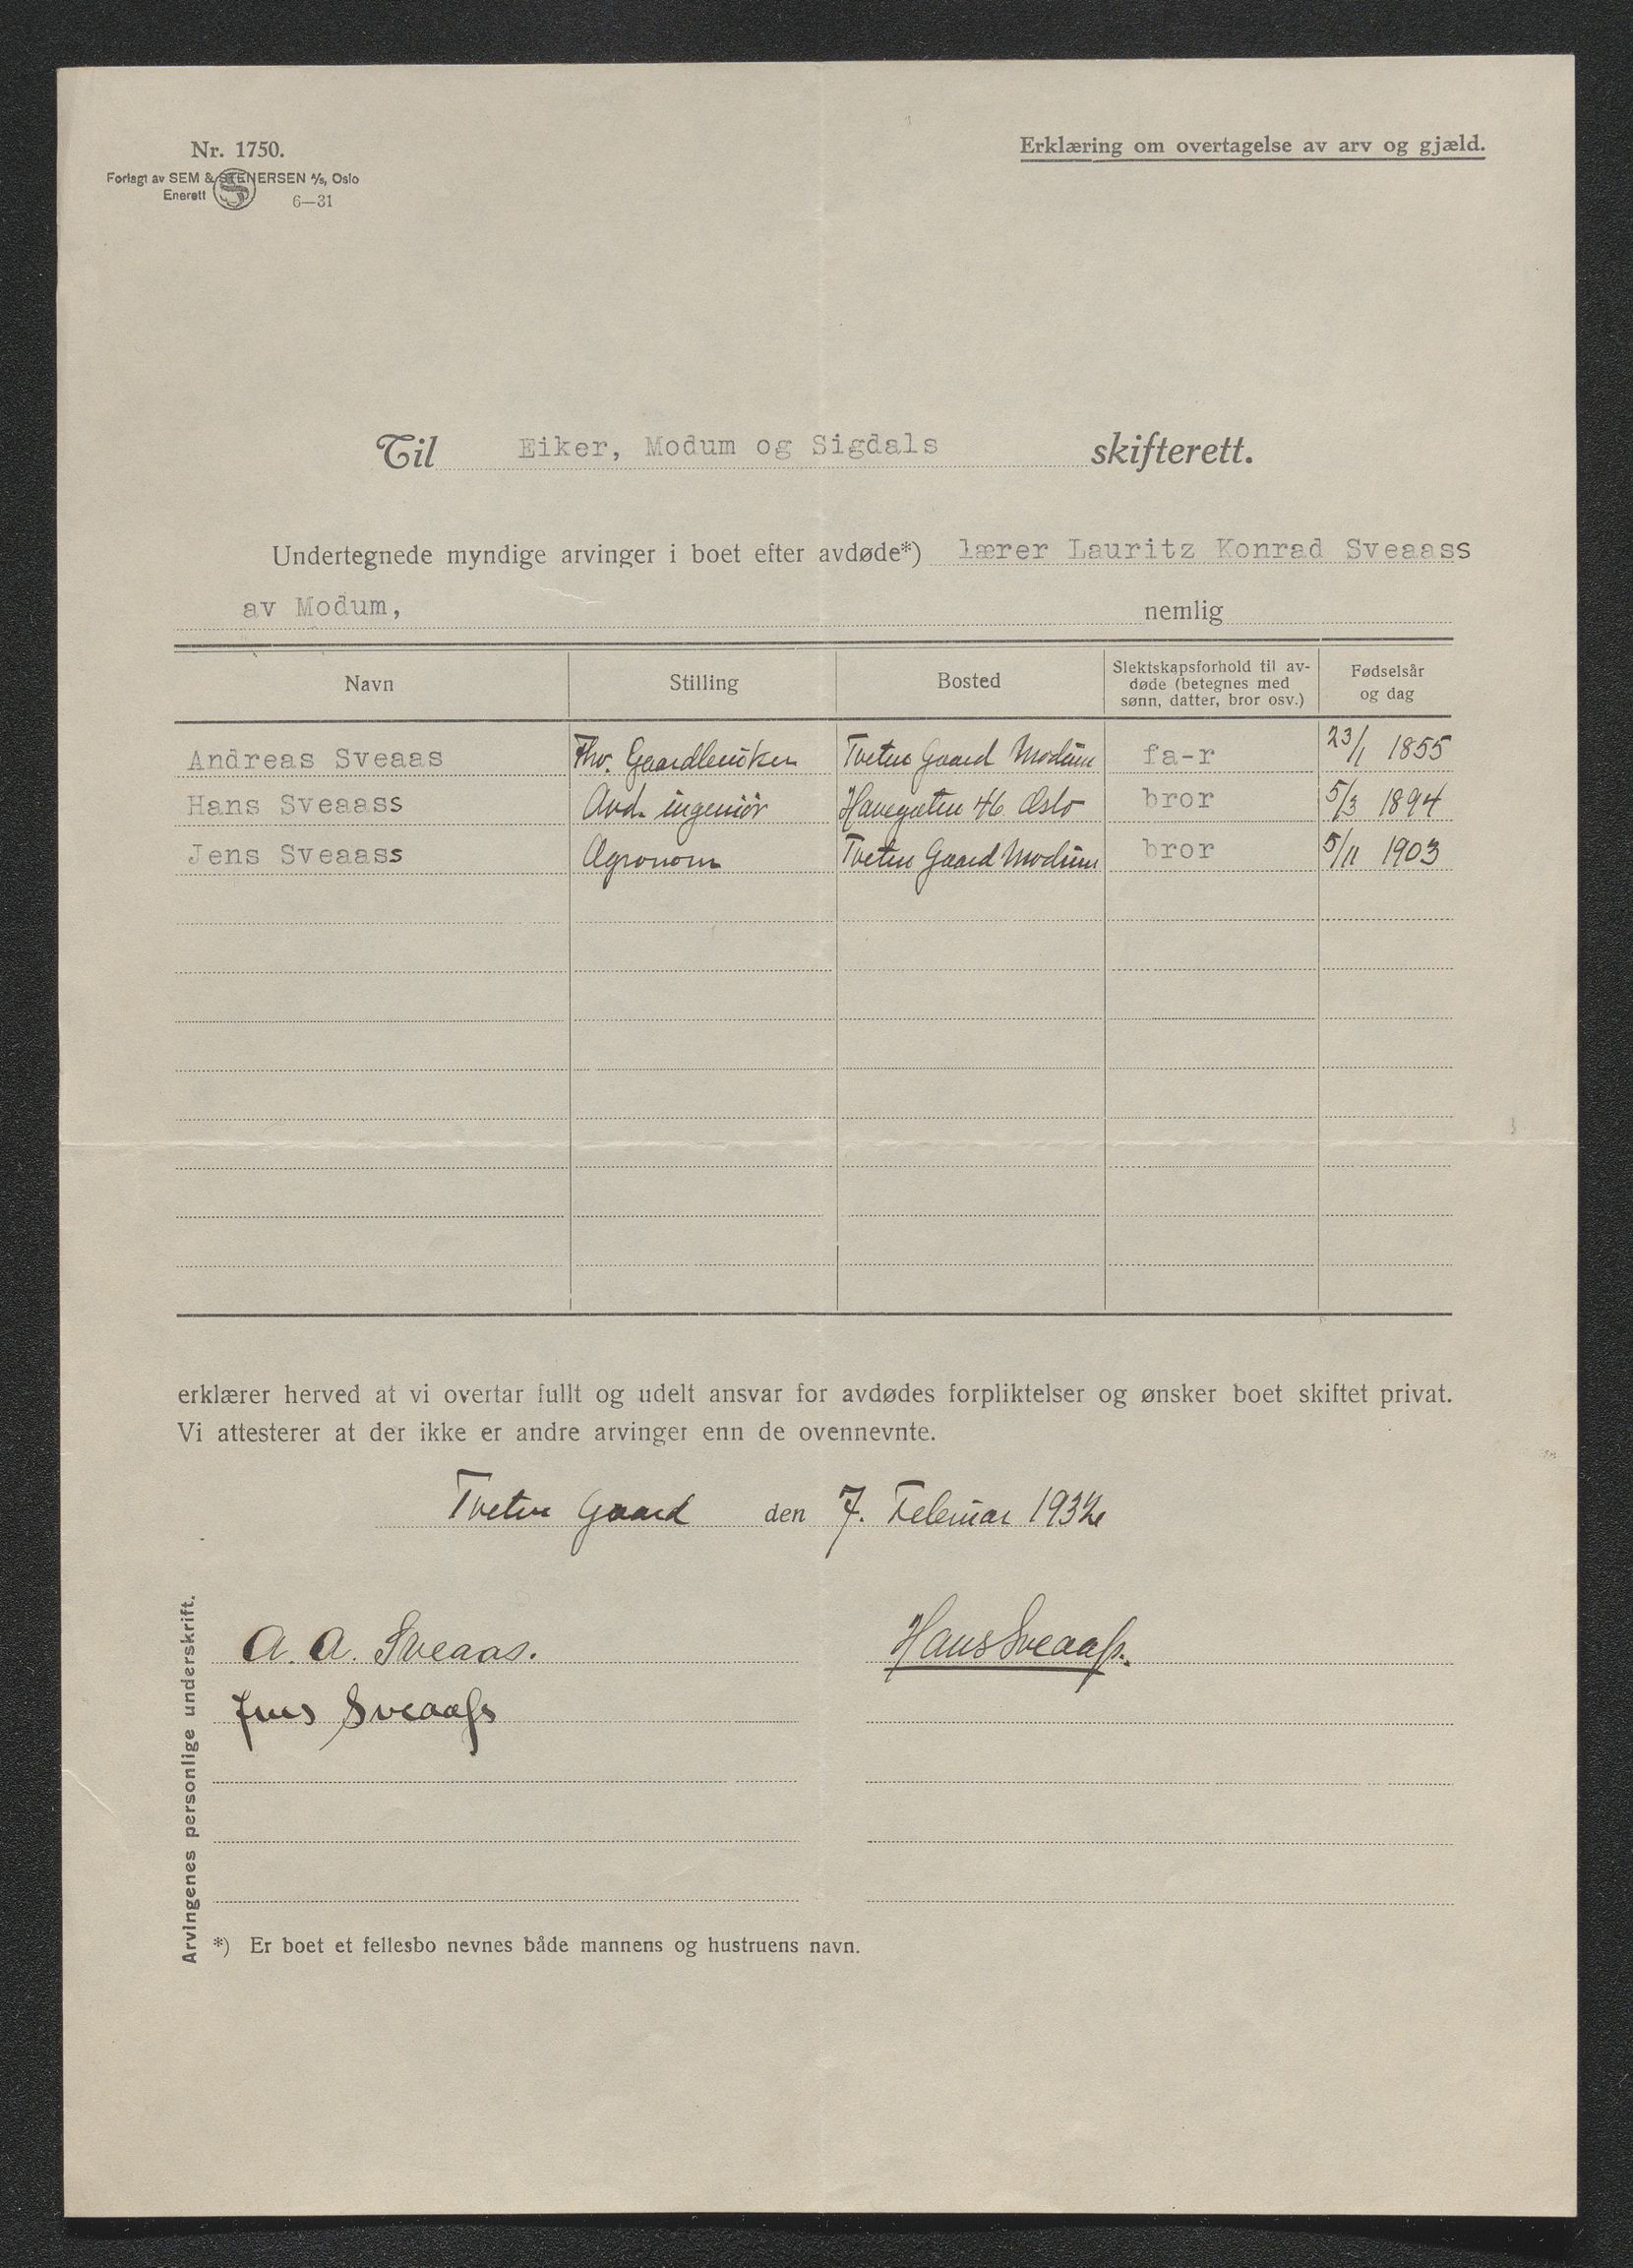 Nr. 1750.
Forlagt av SEM & STENERSEN A/S, Oslo
Enerett 6—31
Erklæring om overtagelse av arv og gjæld.
Til Eiker, Modum og Sigdals skifterett.
Undertegnede myndige arvinger i boet efter avdøde*) lærer Lauritz Konrad Sveaass
av Modum, nemlig
Navn Stilling Bosted Slektskapsforhold til avdøde (betegnes med sønn, datter, bror osv.) Fødselsår og dag
Andreas Sveaas Fhv. Gaardbruker Tveten Gaard Modum fa-r 23/1 1855
Hans Sveaass Avd. ingeniør Havegaten 46 Oslo bror 5/3 1894
Jens Sveaass Agronom Tveten Gaard Modum bror 5/11 1903
erklærer herved at vi overtar fullt og udelt ansvar for avdødes forpliktelser og ønsker boet skiftet privat.
Vi attesterer at der ikke er andre arvinger enn de ovennevnte.
Tveten Gaard den 7. Februar 1932
Arvingenes personlige underskrift.
A. A. Sveaas. Hans Sveaass.
Jens Sveaass
*) Er boet et fellesbo nevnes både mannens og hustruens navn.